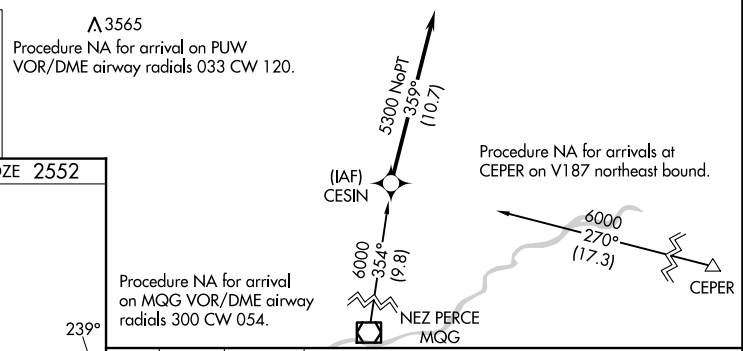 3565
Procedure NA for arrival on PUW
VOR/DME airway radials 033 CW 120.
5300 NoPT
359°
(10.7)
Procedure NA for arrivals at
CEPER on V187 northeast bound.
ZE 2552
(IAF)
CESIN
6000
270°
(17.3)
CEPER
6000
354°
(9.8)
Procedure NA for arrival
on MQG VOR/DME airway
radials 300 CW 054.
NEZ PERCE
MQG
239°